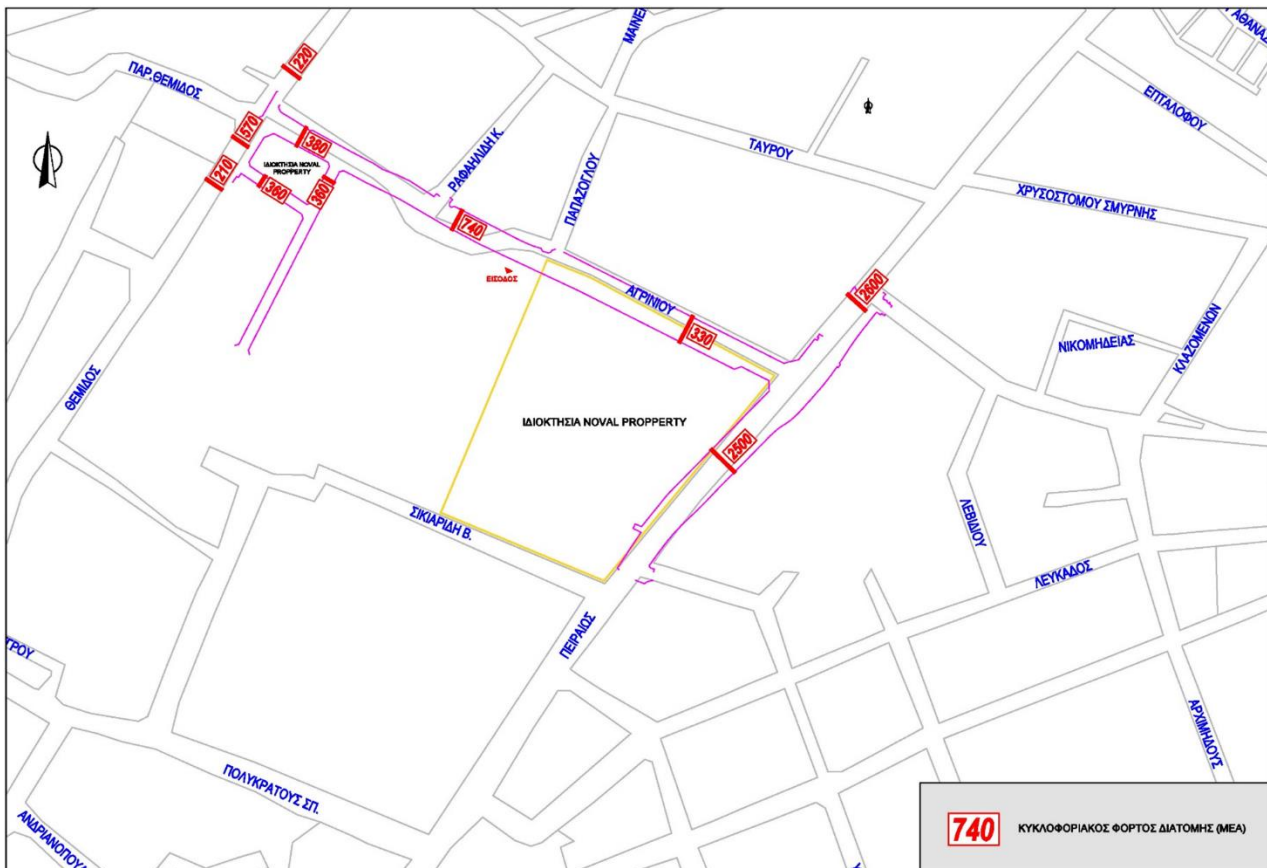 220
ΠΑΡ.ΘΕΜΙΔΟΣ
570
380
210
ΙΔΙΟΚΤΗΣΙΑ NOVAL
PROPPERTY
360
360
ΡΑΦΑΗΛΙΔΗ Κ.
ΠΑΠΑΖΟΓΛΟΥ
ΤΑΥΡΟΥ
ΕΠΤΑΛΟΦΟΥ
ΧΡΥΣΟΣΤΟΜΟΥ ΣΜΥΡΝΗΣ
740
ΕΙΣΟΔΟΣ
ΑΓΡΙΝΙΟΥ
2600
330
ΝΙΚΟΜΗΔΕΙΑΣ
ΚΛΑΖΟΜΕΝΩΝ
ΘΕΜΙΔΟΣ
ΙΔΙΟΚΤΗΣΙΑ NOVAL PROPPERTY
2500
ΣΙΚΙΑΡΙΔΗ Β.
ΛΕΒΙΔΙΟΥ
ΛΕΥΚΑΔΟΣ
ΠΕΙΡΑΙΩΣ
ΑΡΧΙΜΗΔΟΥΣ
ΠΟΛΥΚΡΑΤΟΥΣ ΣΠ.
740 ΚΥΚΛΟΦΟΡΙΑΚΟΣ ΦΟΡΤΟΣ ΔΙΑΤΟΜΗΣ (ΜΕΑ)